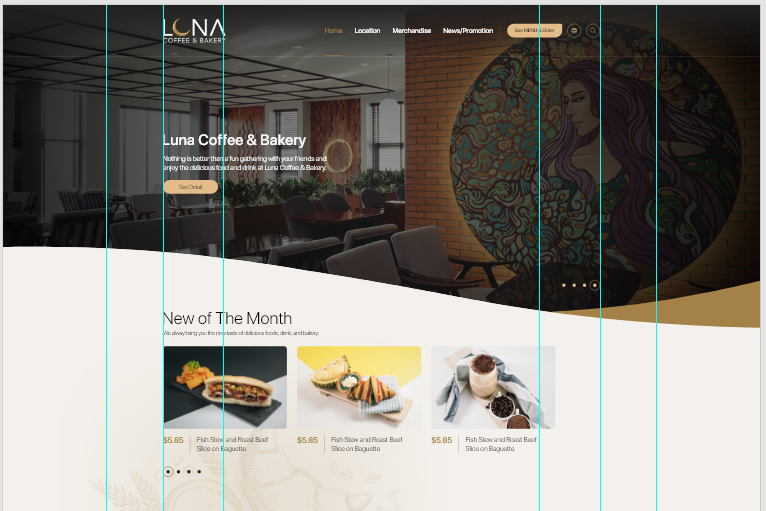 LUNA
COFFEE & BAKERY
Home Location Merchandise News/Promotion See MENU & Order
Luna Coffee & Bakery
Nothing is better than a fun gathering with your friends and
enjoy the delicious food and drink at Luna Coffee & Bakery.
See Detail
New of The Month
We alway being you the new taste of delicious foods, drink, and bakery.
$5.85 Fish Stew and Roast Beef
Slice on Baguette
$5.85 Fish Stew and Roast Beef
Slice on Baguette
$5.85 Fish Stew and Roast Beef
Slice on Baguette